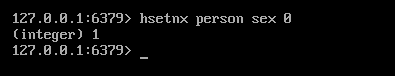 127.0.0.1:6379> hsetnx person sex 0
(integer) 1
127.0.0.1:6379> _